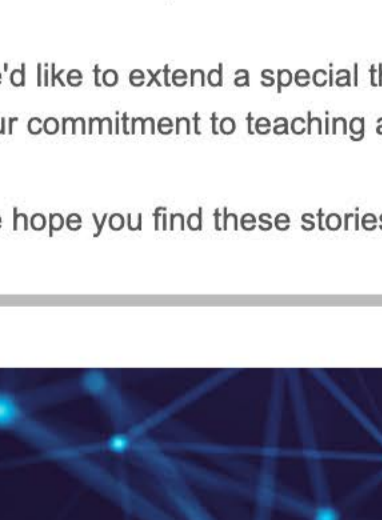 'd like to extend a special th
ur commitment to teaching a
hope you find these stories